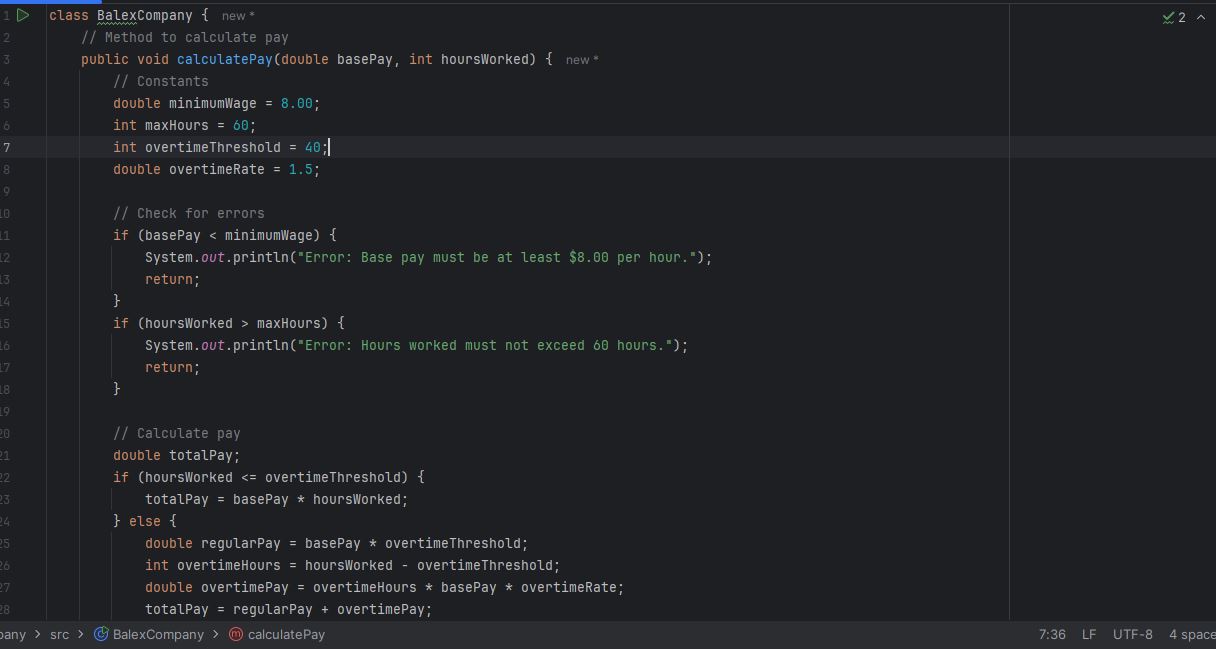 1 class BalexCompany { new *
2 // Method to calculate pay
3 public void calculatePay(double basePay, int hoursWorked) { new *
4 // Constants
5 double minimumWage = 8.00;
6 int maxHours = 60;
7 int overtimeThreshold = 40;
8 double overtimeRate = 1.5;
9
10 // Check for errors
11 if (basePay < minimumWage) {
12 System.out.println("Error: Base pay must be at least $8.00 per hour.");
13 return;
14 }
15 if (hoursWorked > maxHours) {
16 System.out.println("Error: Hours worked must not exceed 60 hours.");
17 return;
18 }
19
20 // Calculate pay
21 double totalPay;
22 if (hoursWorked <= overtimeThreshold) {
23 totalPay = basePay * hoursWorked;
24 } else {
25 double regularPay = basePay * overtimeThreshold;
26 int overtimeHours = hoursWorked - overtimeThreshold;
27 double overtimePay = overtimeHours * basePay * overtimeRate;
28 totalPay = regularPay + overtimePay;
2
pany > src > BalexCompany > calculatePay 7:36 LF UTF-8 4 space